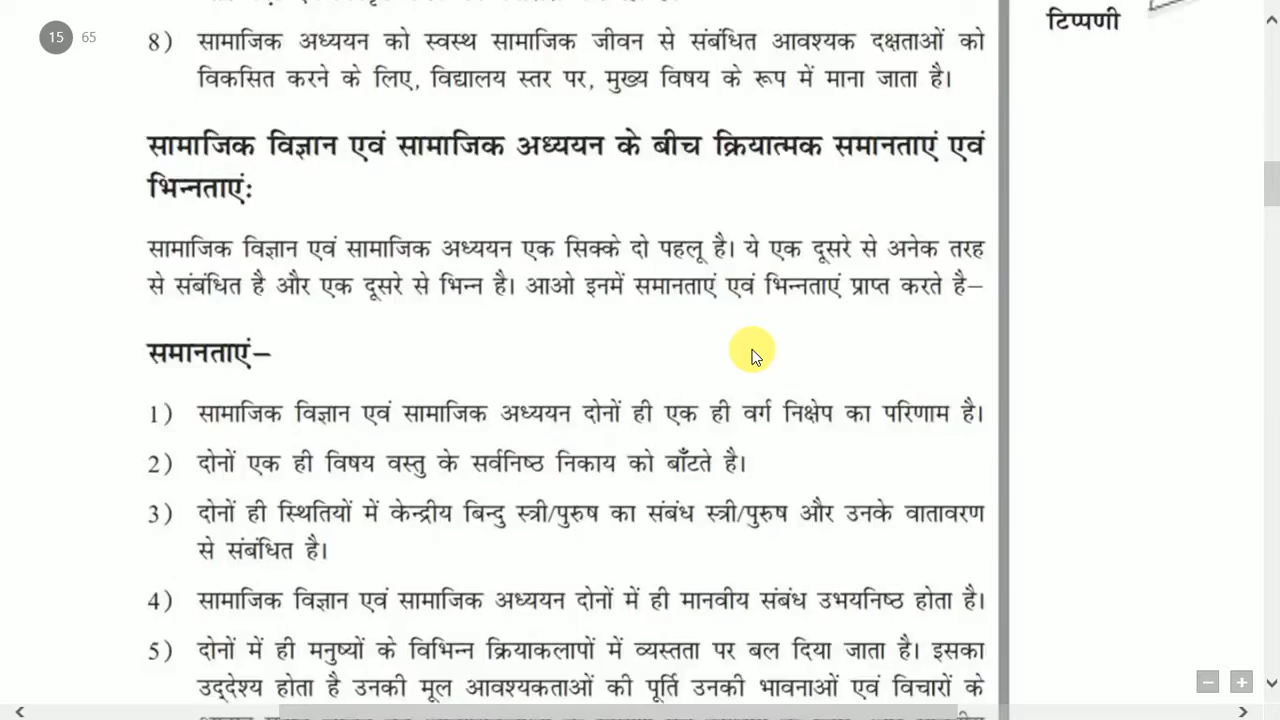 15 65
टिप्पणी
8) सामाजिक अध्ययन को स्वस्थ सामाजिक जीवन से संबंधित आवश्यक दक्षताओं को
विकसित करने के लिए, विद्यालय स्तर पर, मुख्य विषय के रूप में माना जाता है।
सामाजिक विज्ञान एवं सामाजिक अध्ययन के बीच क्रियात्मक समानताएं एवं
भिन्नताएं:
सामाजिक विज्ञान एवं सामाजिक अध्ययन एक सिक्के दो पहलू है। ये एक दूसरे से अनेक तरह
से संबंधित है और एक दूसरे से भिन्न है। आओ इनमें समानताएं एवं भिन्नताएं प्राप्त करते है–
समानताएं–
1) सामाजिक विज्ञान एवं सामाजिक अध्ययन दोनों ही एक ही वर्ग निक्षेप का परिणाम है।
2) दोनों एक ही विषय वस्तु के सर्वनिष्ठ निकाय को बाँटते है।
3) दोनों ही स्थितियों में केन्द्रीय बिन्दु स्त्री/पुरुष का संबंध स्त्री/पुरुष और उनके वातावरण
से संबंधित है।
4) सामाजिक विज्ञान एवं सामाजिक अध्ययन दोनों में ही मानवीय संबंध उभयनिष्ठ होता है।
5) दोनों में ही मनुष्यों के विभिन्न क्रियाकलापों में व्यस्तता पर बल दिया जाता है। इसका
उद्देश्य होता है उनकी मूल आवश्यकताओं की पूर्ति उनकी भावनाओं एवं विचारों के